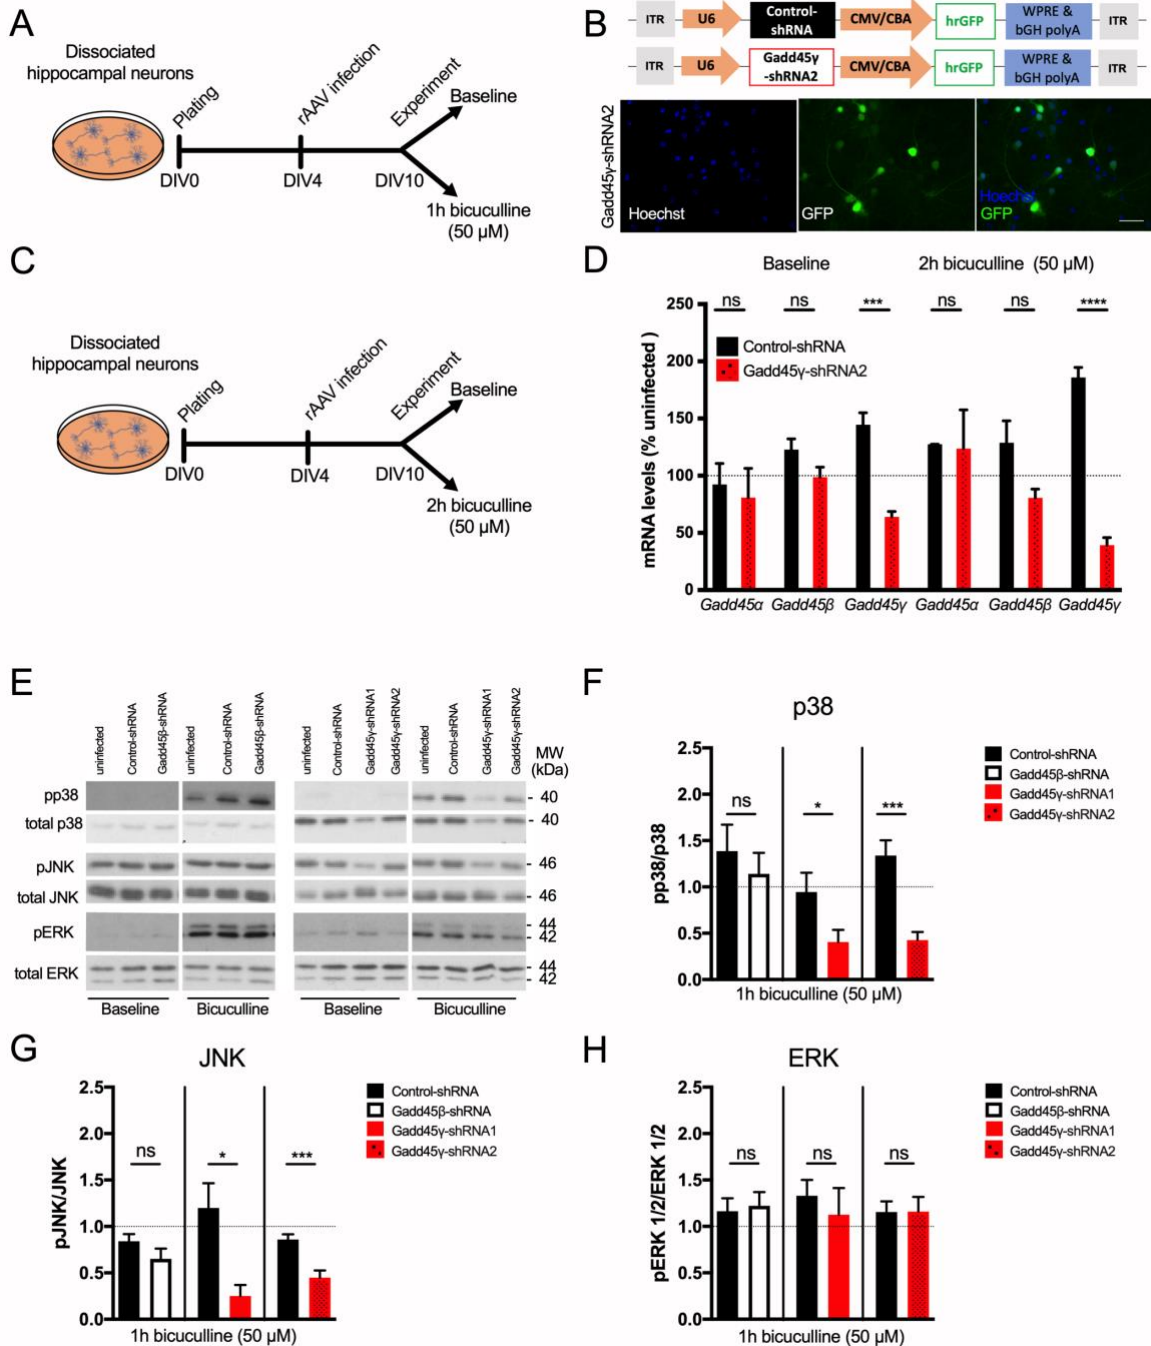 A
Dissociated
hippocampal neurons
Plating
rAAV infection
Experiment
Baseline
DIV0
DIV4
DIV10
1h bicuculline
(50 µM)
B
ITR
U6
Control-
shRNA
CMV/CBA
hrGFP
WPRE &
bGH polyA
ITR
ITR
U6
Gadd45γ
-shRNA2
CMV/CBA
hrGFP
WPRE &
bGH polyA
ITR
Gadd45γ-shRNA2
Hoechst
GFP
Hoechst
GFP
C
Dissociated
hippocampal neurons
Plating
rAAV infection
Experiment
Baseline
DIV0
DIV4
DIV10
2h bicuculline
(50 µM)
D
Baseline
2h bicuculline (50 µM)
ns
ns
***
ns
ns
****
Control-shRNA
Gadd45γ-shRNA2
mRNA levels (% uninfected )
250
200
150
100
50
0
Gadd45α
Gadd45β
Gadd45γ
Gadd45α
Gadd45β
Gadd45γ
E
uninfected
Control-shRNA
Gadd45β-shRNA
uninfected
Control-shRNA
Gadd45β-shRNA
uninfected
Control-shRNA
Gadd45γ-shRNA1
Gadd45γ-shRNA2
uninfected
Control-shRNA
Gadd45γ-shRNA1
Gadd45γ-shRNA2
MW
(kDa)
pp38
- 40
total p38
- 40
pJNK
- 46
total JNK
- 46
pERK
- 44
- 42
total ERK
- 44
- 42
Baseline
Bicuculline
Baseline
Bicuculline
F
p38
pp38/p38
2.5
2.0
1.5
1.0
0.5
0.0
ns
*
***
1h bicuculline (50 µM)
Control-shRNA
Gadd45β-shRNA
Gadd45γ-shRNA1
Gadd45γ-shRNA2
G
JNK
pJNK/JNK
2.5
2.0
1.5
1.0
0.5
0.0
ns
*
***
1h bicuculline (50 µM)
Control-shRNA
Gadd45β-shRNA
Gadd45γ-shRNA1
Gadd45γ-shRNA2
H
ERK
pERK 1/2/ERK 1/2
2.5
2.0
1.5
1.0
0.5
0.0
ns
ns
ns
1h bicuculline (50 µM)
Control-shRNA
Gadd45β-shRNA
Gadd45γ-shRNA1
Gadd45γ-shRNA2